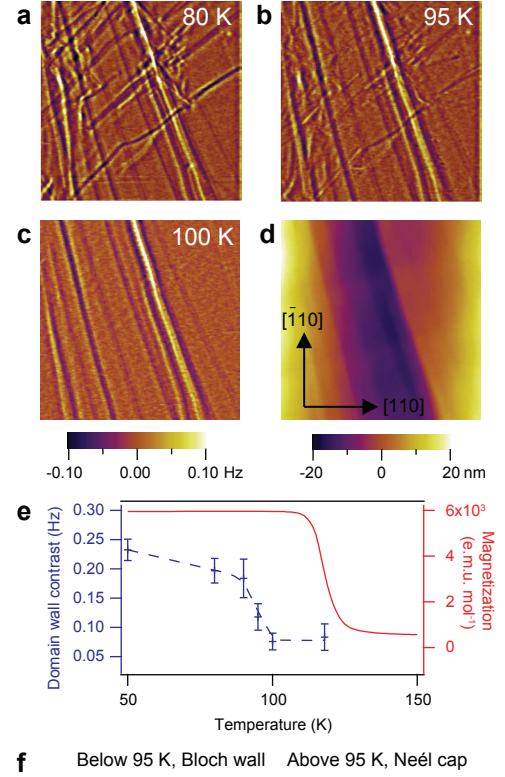 a
80 K
b
95 K
c
100 K
d
[1̄10]
[110]
-0.10 0.00 0.10 Hz
-20 0 20 nm
e
0.30
0.25
0.20
0.15
0.10
0.05
Domain wall contrast (Hz)
6x10³
4
2
0
Magnetization
(e.m.u. mol⁻¹)
50 100 150
Temperature (K)
f Below 95 K, Bloch wall Above 95 K, Neél cap